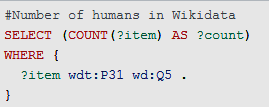 #Number of humans in Wikidata
SELECT (COUNT(?item) AS ?count)
WHERE {
  ?item wdt:P31 wd:Q5 .
}